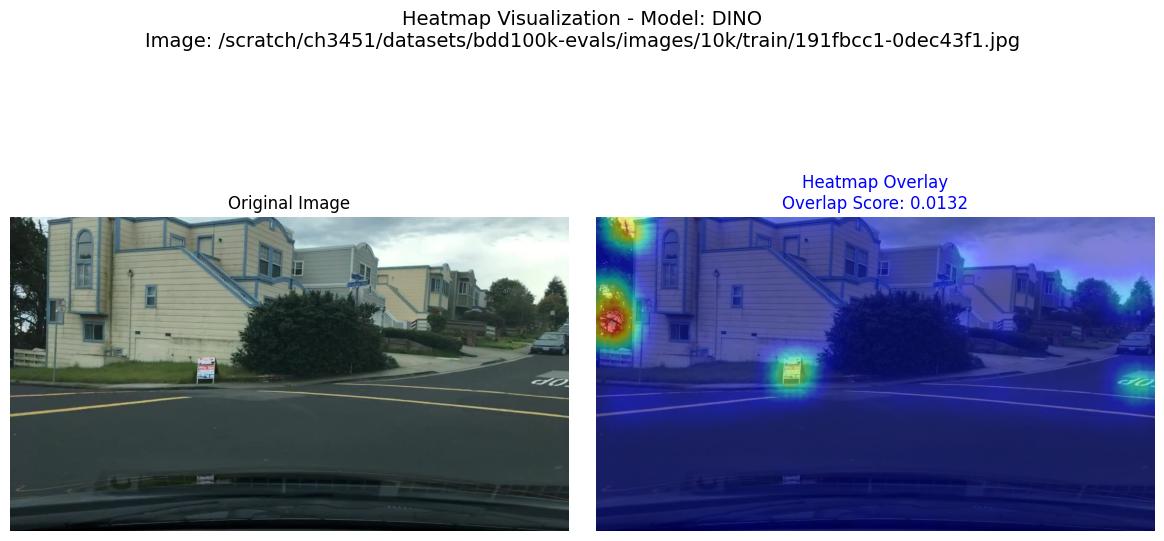 Heatmap Visualization - Model: DINO
Image: /scratch/ch3451/datasets/bdd100k-evals/images/10k/train/191fbcc1-0dec43f1.jpg
Original Image
Heatmap Overlay
Overlap Score: 0.0132